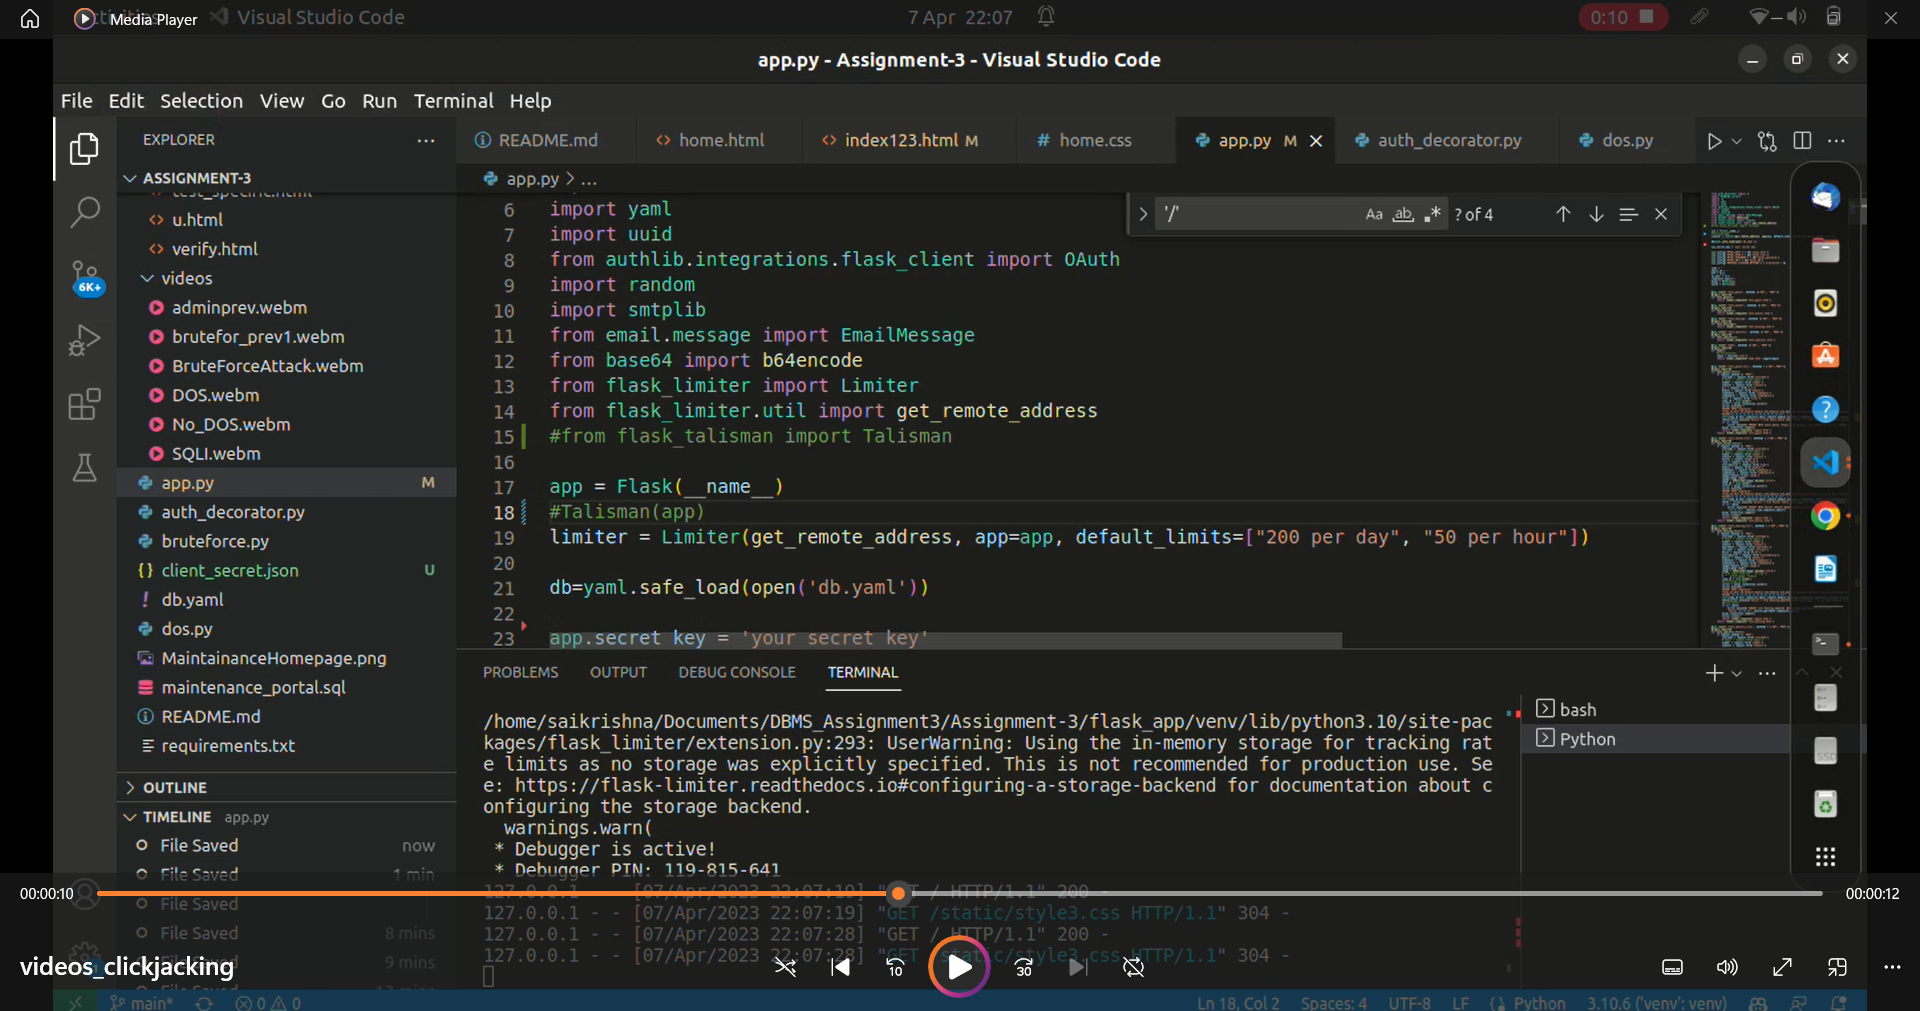 Media Player
Visual Studio Code
7 Apr 22:07
0:10
app.py - Assignment-3 - Visual Studio Code
File Edit Selection View Go Run Terminal Help
EXPLORER
README.md
home.html
index123.html M
home.css
app.py M
auth_decorator.py
dos.py
ASSIGNMENT-3
app.py > ...
test_specific.html
u.html
verify.html
videos
adminprev.webm
brutefor_prev1.webm
BruteForceAttack.webm
DOS.webm
No_DOS.webm
SQLI.webm
app.py M
auth_decorator.py
bruteforce.py
client_secret.json U
db.yaml
dos.py
MaintainanceHomepage.png
maintenance_portal.sql
README.md
requirements.txt
OUTLINE
TIMELINE app.py
File Saved now
File Saved 1 min
File Saved
File Saved 8 mins
File Saved 9 mins
6K+
'/'
Aa ab .* ? of 4
6 import yaml
7 import uuid
8 from authlib.integrations.flask_client import OAuth
9 import random
10 import smtplib
11 from email.message import EmailMessage
12 from base64 import b64encode
13 from flask_limiter import Limiter
14 from flask_limiter.util import get_remote_address
15 #from flask_talisman import Talisman
16
17 app = Flask(__name__)
18 #Talisman(app)
19 limiter = Limiter(get_remote_address, app=app, default_limits=["200 per day", "50 per hour"])
20
21 db=yaml.safe_load(open('db.yaml'))
22
23 app.secret key = 'your secret key'
PROBLEMS OUTPUT DEBUG CONSOLE TERMINAL
/home/saikrishna/Documents/DBMS_Assignment3/Assignment-3/flask_app/venv/lib/python3.10/site-pac
kages/flask_limiter/extension.py:293: UserWarning: Using the in-memory storage for tracking rat
e limits as no storage was explicitly specified. This is not recommended for production use. Se
e: https://flask-limiter.readthedocs.io#configuring-a-storage-backend for documentation about c
onfiguring the storage backend.
warnings.warn(
* Debugger is active!
* Debugger PIN: 119-815-641
127.0.0.1 - - [07/Apr/2023 22:07:19] "GET / HTTP/1.1" 200 -
127.0.0.1 - - [07/Apr/2023 22:07:19] "GET /static/style3.css HTTP/1.1" 304 -
127.0.0.1 - - [07/Apr/2023 22:07:28] "GET / HTTP/1.1" 200 -
127.0.0.1 - - [07/Apr/2023 22:07:28] "GET /static/style3.css HTTP/1.1" 304 -
bash
Python
SSD
00:00:10
00:00:12
videos_clickjacking
10
30
main*
0 0
Ln 18, Col 2 Spaces: 4 UTF-8 LF Python 3.10.6 ('venv': venv)